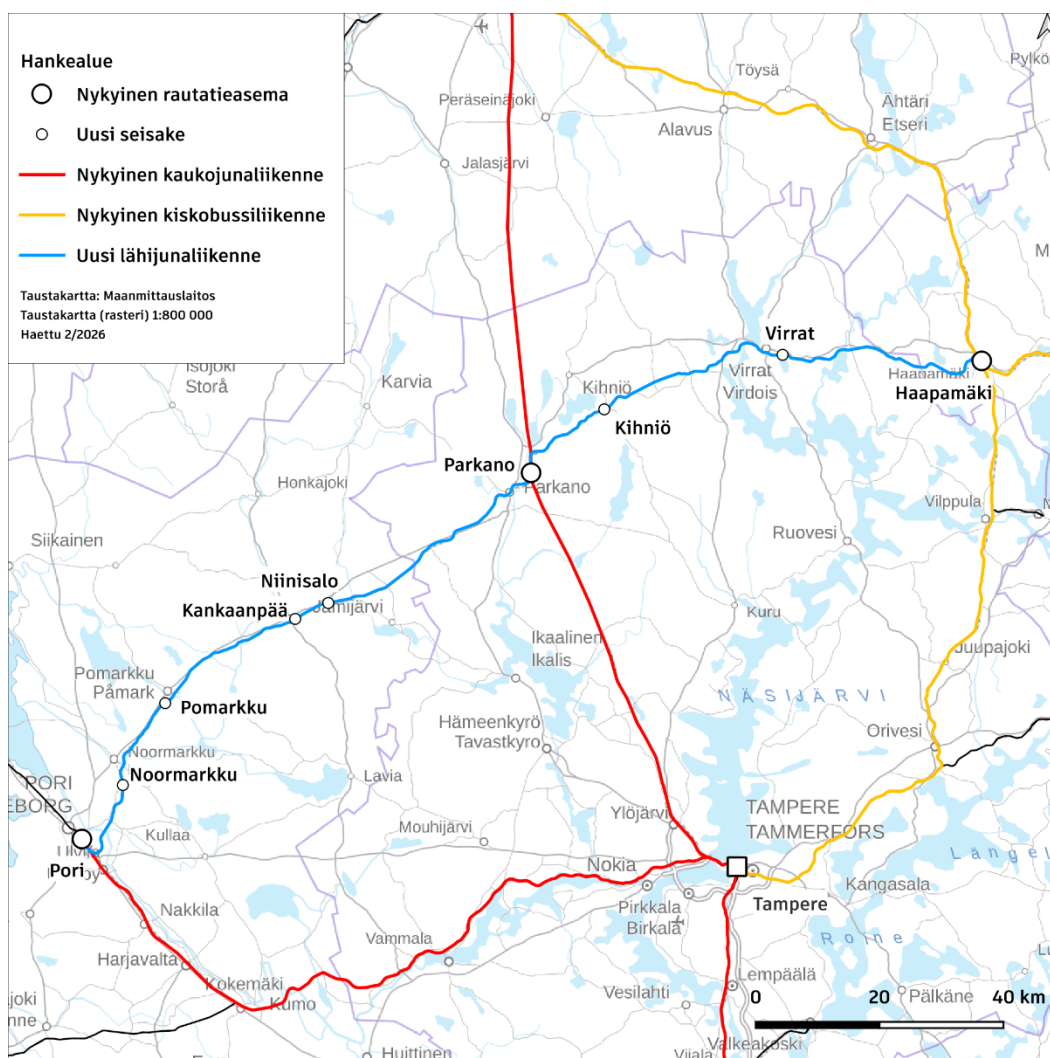 Hankealue
Nykyinen rautatieasema
Uusi seisake
Nykyinen kaukojunaliikenne
Nykyinen kiskobussiliikenne
Uusi lähijunaliikenne
Taustakartta: Maanmittauslaitos
Taustakartta (rasteri) 1:800 000
Haettu 2/2026
Töysä
Peräseinäjoki
Alavus
Ähtäri
Etseri
Jalasjärvi
Isojoki
Storå
Karvia
Virrat
Virrat
Virdois
Haapamäki
Haapamäki
Kihniö
Kihniö
Parkano
Parkano
Honkajoki
Vilppula
Siikainen
Ruovesi
Niinisalo
Kankaanpää
Jämijärvi
Kuru
Ikaalinen
Ikalis
Juupajoki
Pomarkku
Påmark
Pomarkku
NÄSIJÄRVI
Hämeenkyrö
Tavastkyro
Orivesi
Noormarkku
Noormarkku
Lavia
PORI
Kullaa
Mouhijärvi
Ylöjärvi
TAMPERE
TAMMERFORS
Pori
Nokia
Kangasala
Tampere
Pirkkala
Birkala
Nakkila
Harjavalta
Vammala
Roine
Kokemäki
Kumo
Lempäälä
Vesilahti
Pälkäne
0 20 40 km
Valkeakoski
Huittinen